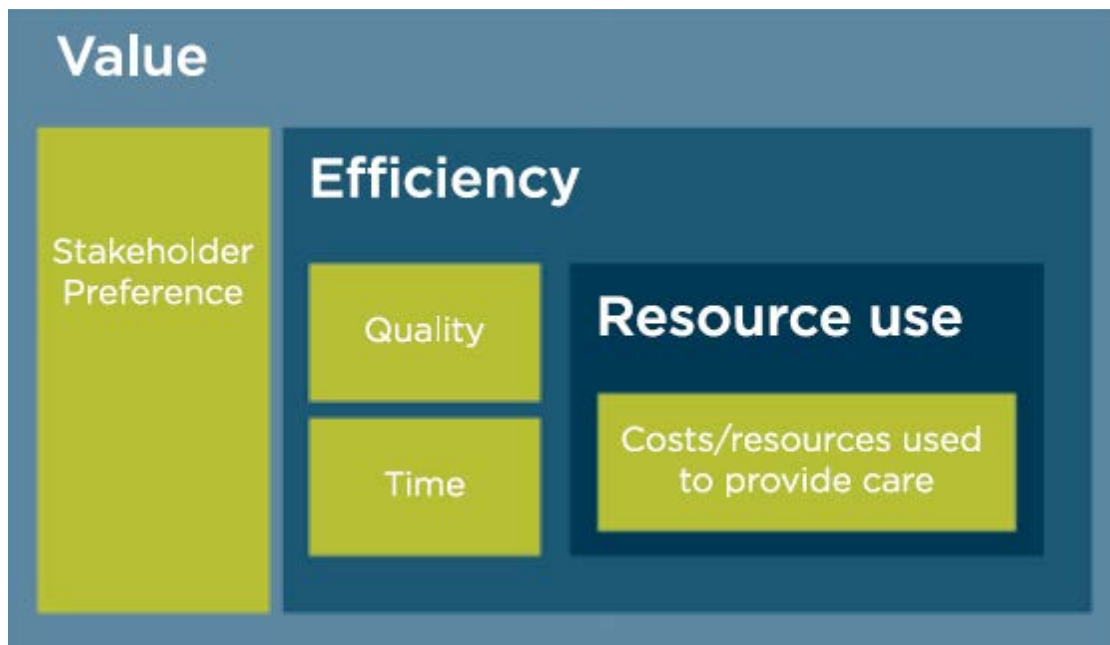 Value
Stakeholder
Preference
Efficiency
Quality
Time
Resource use
Costs/resources used
to provide care